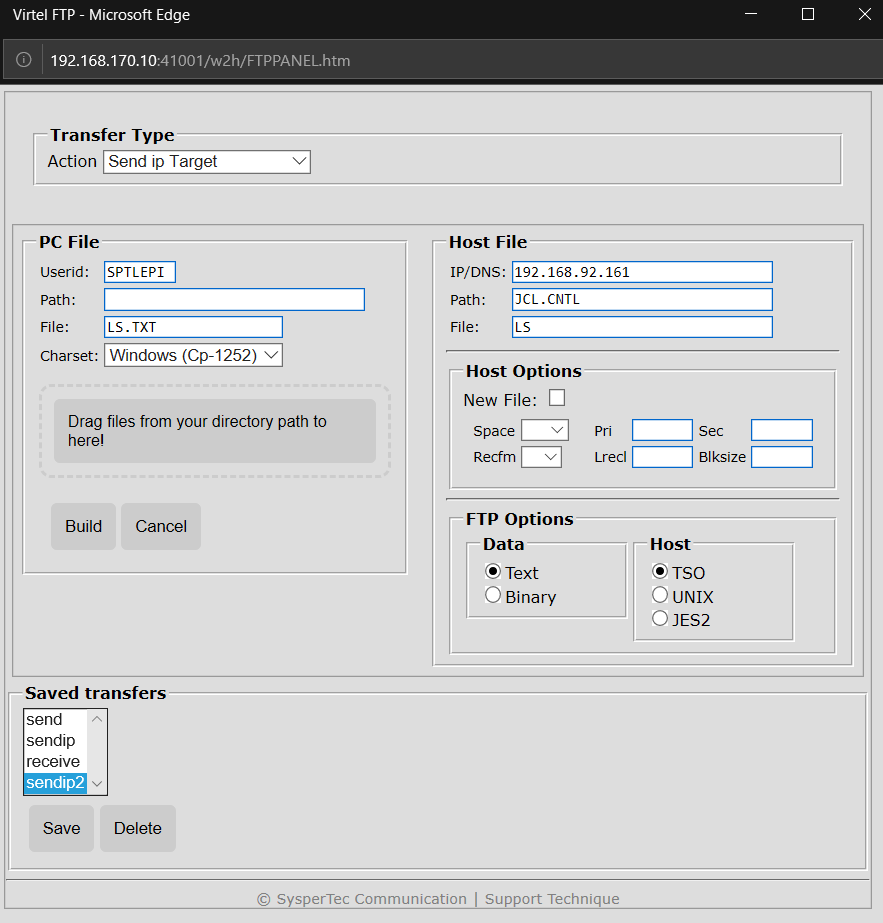 Virtel FTP - Microsoft Edge
192.168.170.10:41001/w2h/FTPPANEL.htm
Transfer Type
Action Send ip Target
PC File
Userid: SPTLEPI
Path:
File: LS.TXT
Charset: Windows (Cp-1252)
Drag files from your directory path to
here!
Build Cancel
Host File
IP/DNS: 192.168.92.161
Path: JCL.CNTL
File: LS
Host Options
New File:
Space Pri Sec
Recfm Lrecl Blksize
FTP Options
Data
Text
Binary
Host
TSO
UNIX
JES2
Saved transfers
send
sendip
receive
sendip2
Save Delete
© SysperTec Communication | Support Technique